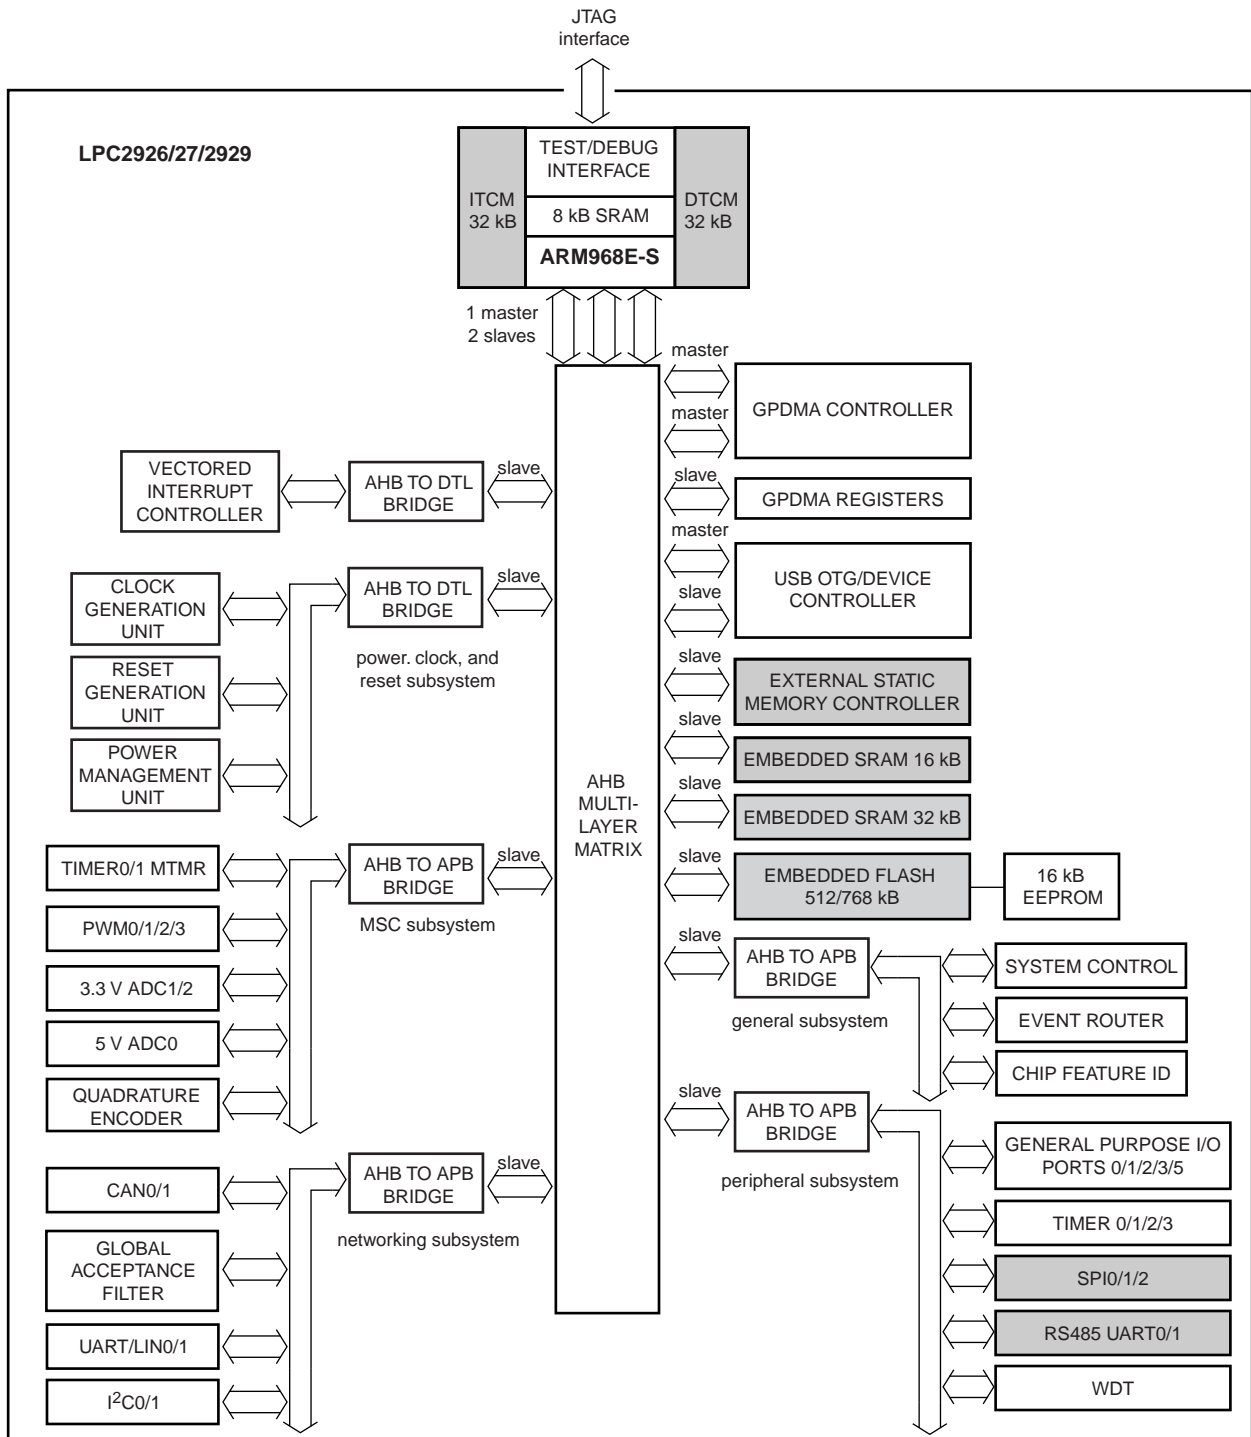 JTAG
interface
LPC2926/27/2929
ITCM
32 kB
TEST/DEBUG
INTERFACE
8 kB SRAM
ARM968E-S
DTCM
32 kB
1 master
2 slaves
master
GPDMA CONTROLLER
master
slave
GPDMA REGISTERS
master
USB OTG/DEVICE
CONTROLLER
slave
slave
EXTERNAL STATIC
MEMORY CONTROLLER
slave
EMBEDDED SRAM 16 kB
slave
EMBEDDED SRAM 32 kB
slave
EMBEDDED FLASH
512/768 kB
16 kB
EEPROM
slave
AHB TO APB
BRIDGE
general subsystem
SYSTEM CONTROL
EVENT ROUTER
CHIP FEATURE ID
slave
AHB TO APB
BRIDGE
peripheral subsystem
GENERAL PURPOSE I/O
PORTS 0/1/2/3/5
TIMER 0/1/2/3
SPI0/1/2
RS485 UART0/1
WDT
AHB
MULTI-
LAYER
MATRIX
VECTORED
INTERRUPT
CONTROLLER
AHB TO DTL
BRIDGE
slave
CLOCK
GENERATION
UNIT
RESET
GENERATION
UNIT
POWER
MANAGEMENT
UNIT
AHB TO DTL
BRIDGE
slave
power. clock, and
reset subsystem
TIMER0/1 MTMR
PWM0/1/2/3
3.3 V ADC1/2
5 V ADC0
QUADRATURE
ENCODER
AHB TO APB
BRIDGE
slave
MSC subsystem
CAN0/1
GLOBAL
ACCEPTANCE
FILTER
UART/LIN0/1
I2C0/1
AHB TO APB
BRIDGE
slave
networking subsystem